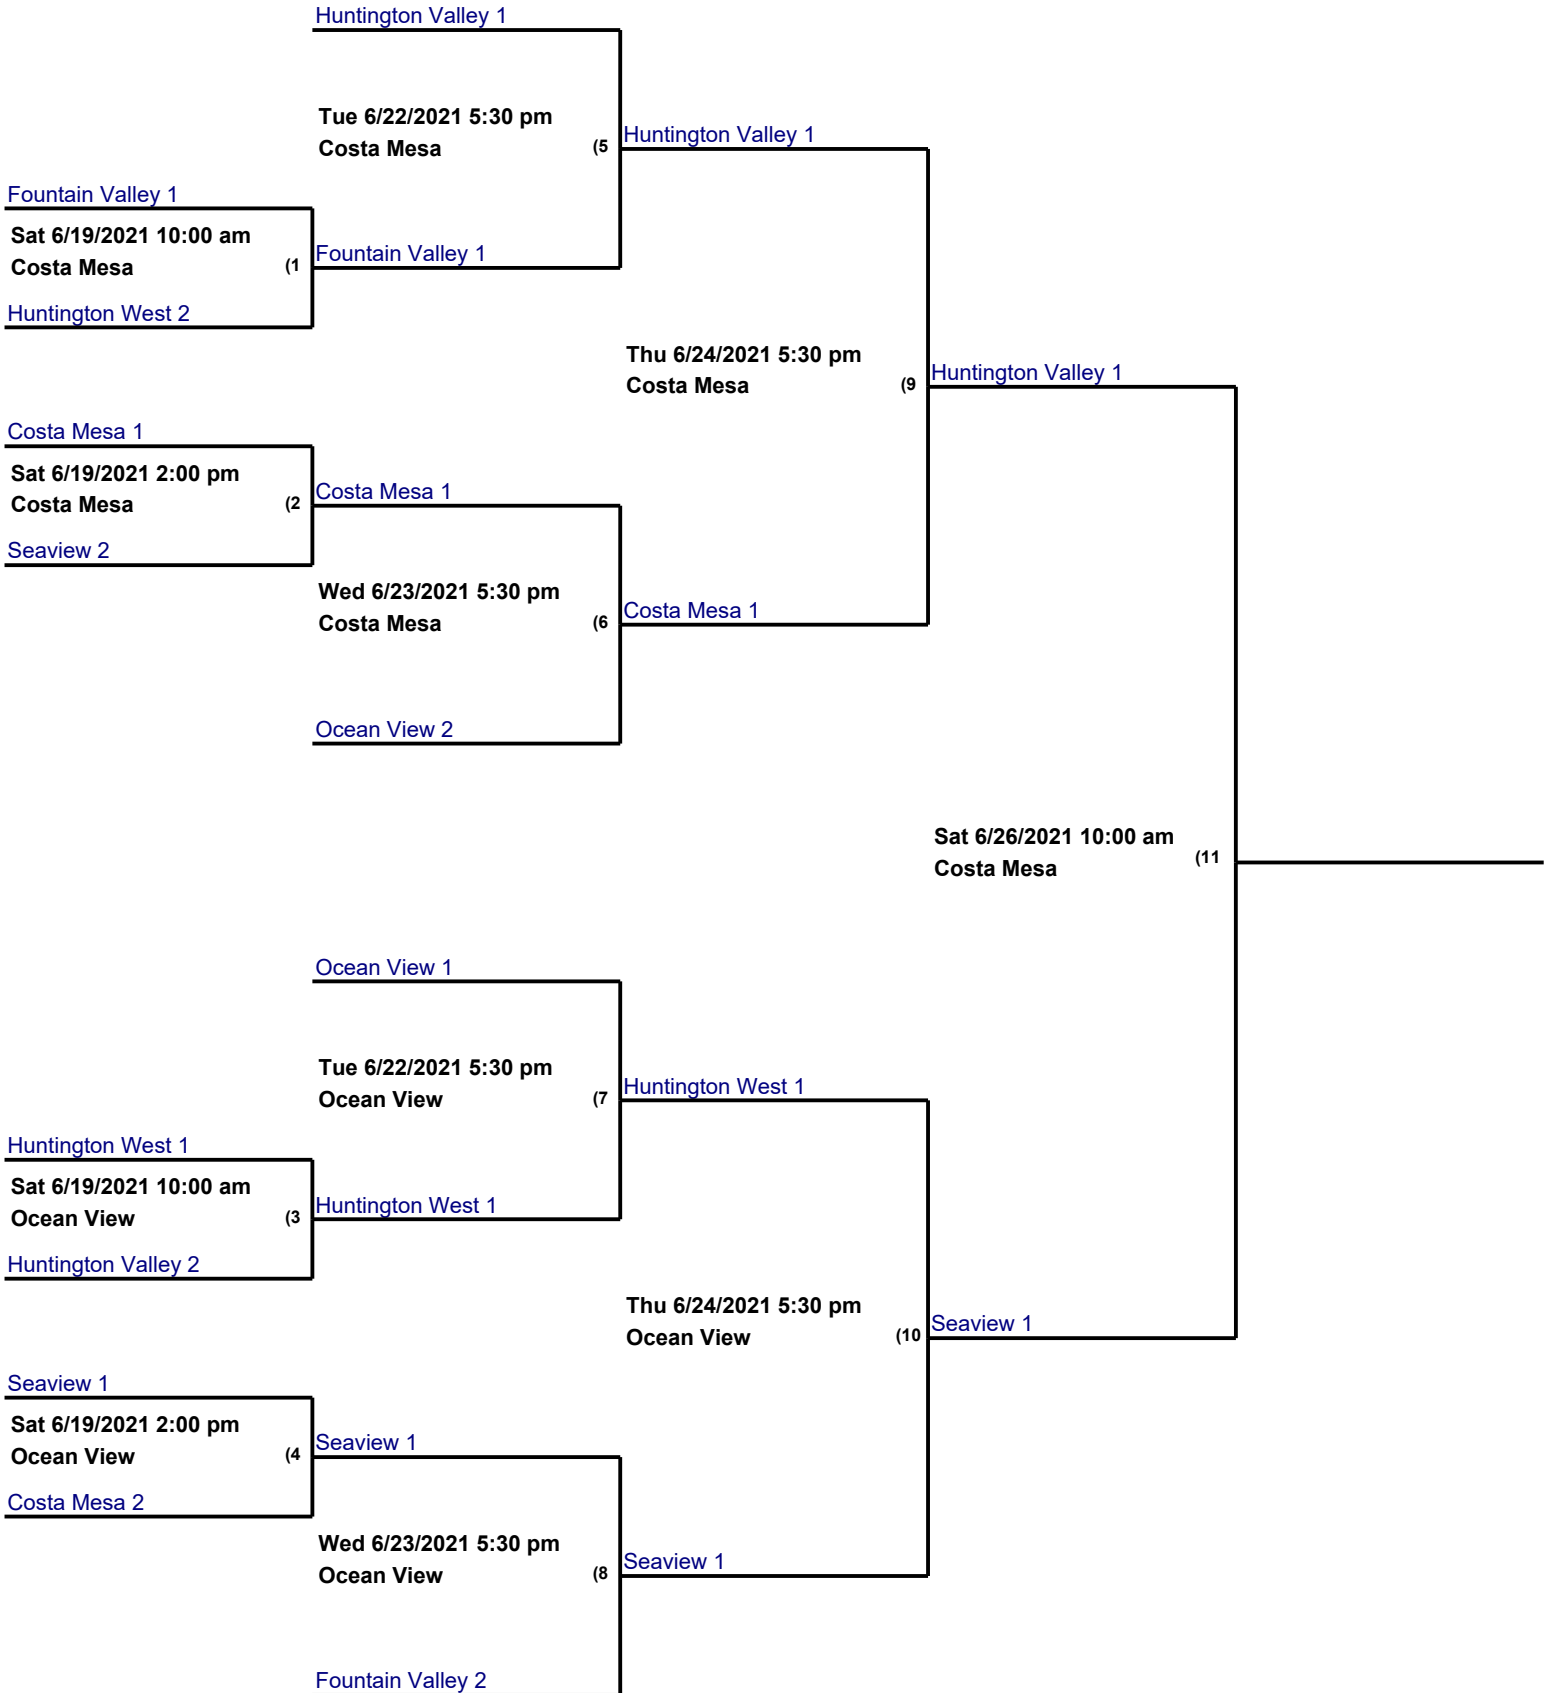 Huntington Valley 1
Tue 6/22/2021 5:30 pm
Costa Mesa (5
Huntington Valley 1
Fountain Valley 1
Sat 6/19/2021 10:00 am
Costa Mesa (1
Fountain Valley 1
Huntington West 2
Thu 6/24/2021 5:30 pm
Costa Mesa (9
Huntington Valley 1
Costa Mesa 1
Sat 6/19/2021 2:00 pm
Costa Mesa (2
Costa Mesa 1
Seaview 2
Wed 6/23/2021 5:30 pm
Costa Mesa (6
Costa Mesa 1
Ocean View 2
Sat 6/26/2021 10:00 am
Costa Mesa (11
Ocean View 1
Tue 6/22/2021 5:30 pm
Ocean View (7
Huntington West 1
Huntington West 1
Sat 6/19/2021 10:00 am
Ocean View (3
Huntington West 1
Huntington Valley 2
Thu 6/24/2021 5:30 pm
Ocean View (10
Seaview 1
Seaview 1
Sat 6/19/2021 2:00 pm
Ocean View (4
Seaview 1
Costa Mesa 2
Wed 6/23/2021 5:30 pm
Ocean View (8
Seaview 1
Fountain Valley 2